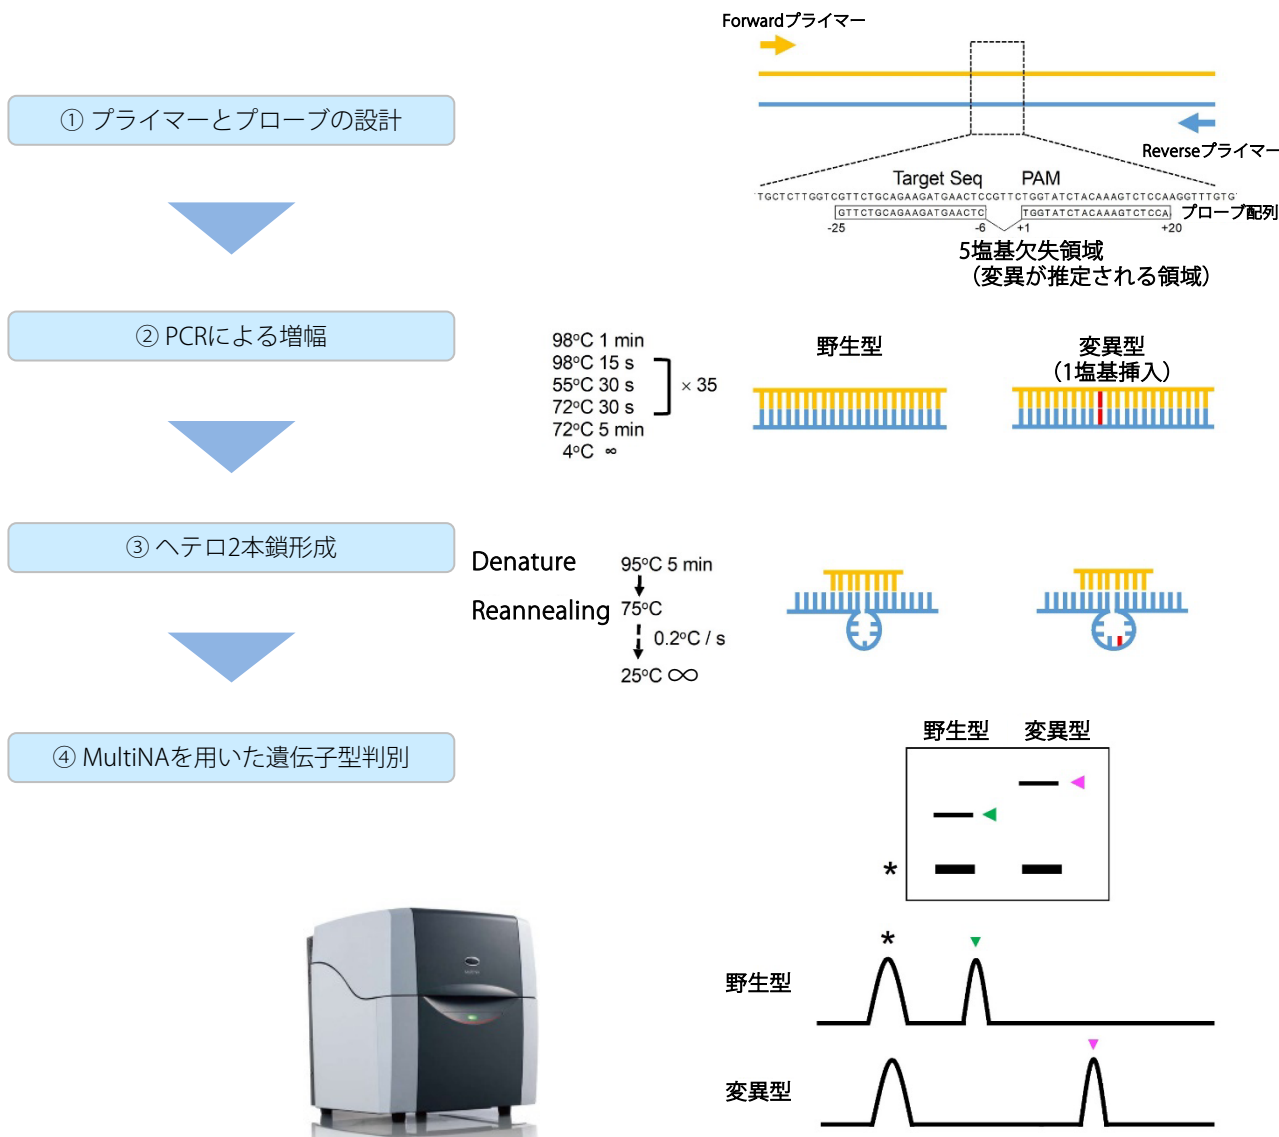 Forwardプライマー
① プライマーとプローブの設計
Reverseプライマー
Target Seq PAM
TGCTCTTGGTCGTTCTGCAGAAGATGAACTCCGTTCTGGTATCTACAAAGTCTCCAAGGTTTGTG
GTTCTGCAGAAGATGAACTC TGGTATCTACAAAGTCTCCA プローブ配列
-25 -6 +1 +20
5塩基欠失領域
（変異が推定される領域）
② PCRによる増幅
98℃ 1 min
98℃ 15 s
55℃ 30 s
72℃ 30 s
× 35
72℃ 5 min
4℃ ∞
野生型 変異型
（1塩基挿入）
③ ヘテロ2本鎖形成
Denature 95℃ 5 min
Reannealing 75℃
0.2℃ / s
25℃ ∞
④ MultiNAを用いた遺伝子型判別
野生型 変異型
*
*
野生型
変異型